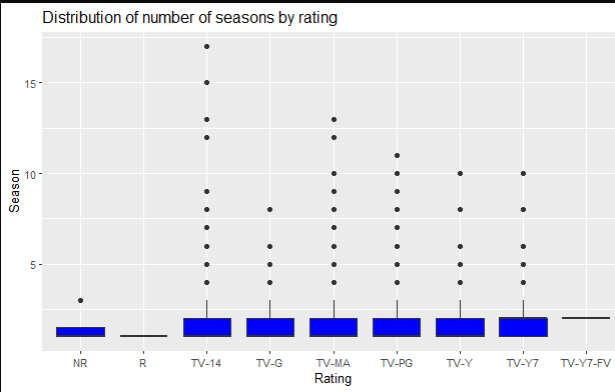 Distribution of number of seasons by rating
15
10
5
Season
NR R TV-14 TV-G TV-MA TV-PG TV-Y TV-Y7 TV-Y7-FV
Rating